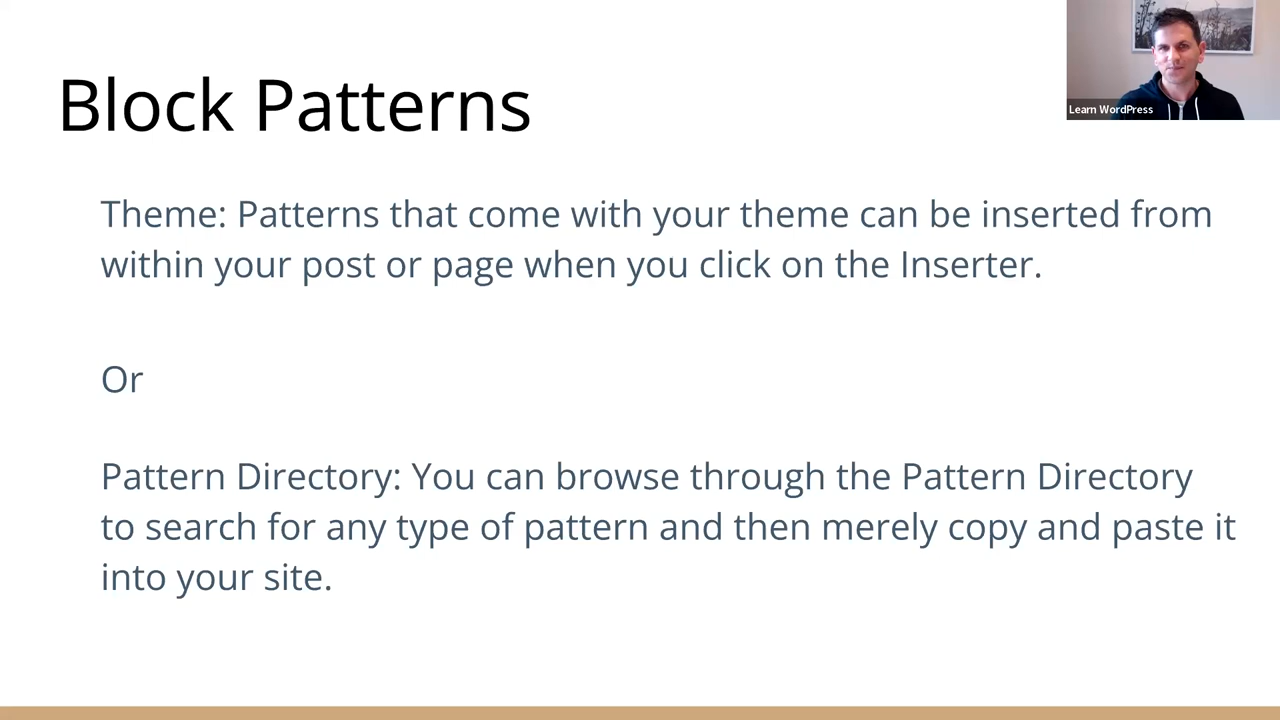 Block Patterns
Learn WordPress
Theme: Patterns that come with your theme can be inserted from
within your post or page when you click on the Inserter.
Or
Pattern Directory: You can browse through the Pattern Directory
to search for any type of pattern and then merely copy and paste it
into your site.